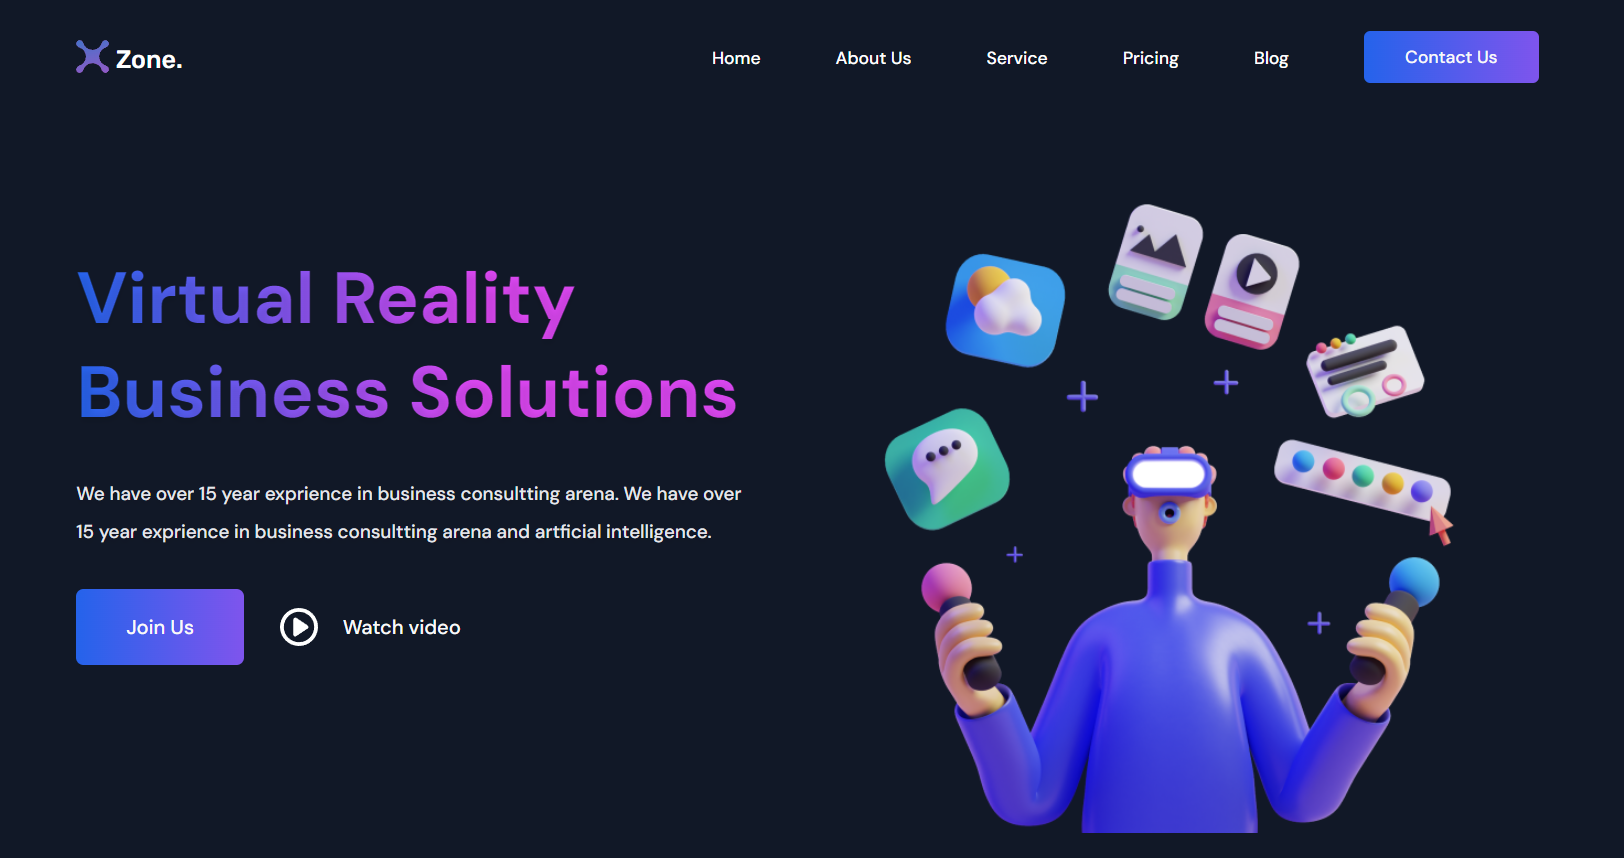 Zone.
Home About Us Service Pricing Blog Contact Us
Virtual Reality
Business Solutions
We have over 15 year exprience in business consultting arena. We have over
15 year exprience in business consultting arena and artficial intelligence.
Join Us Watch video